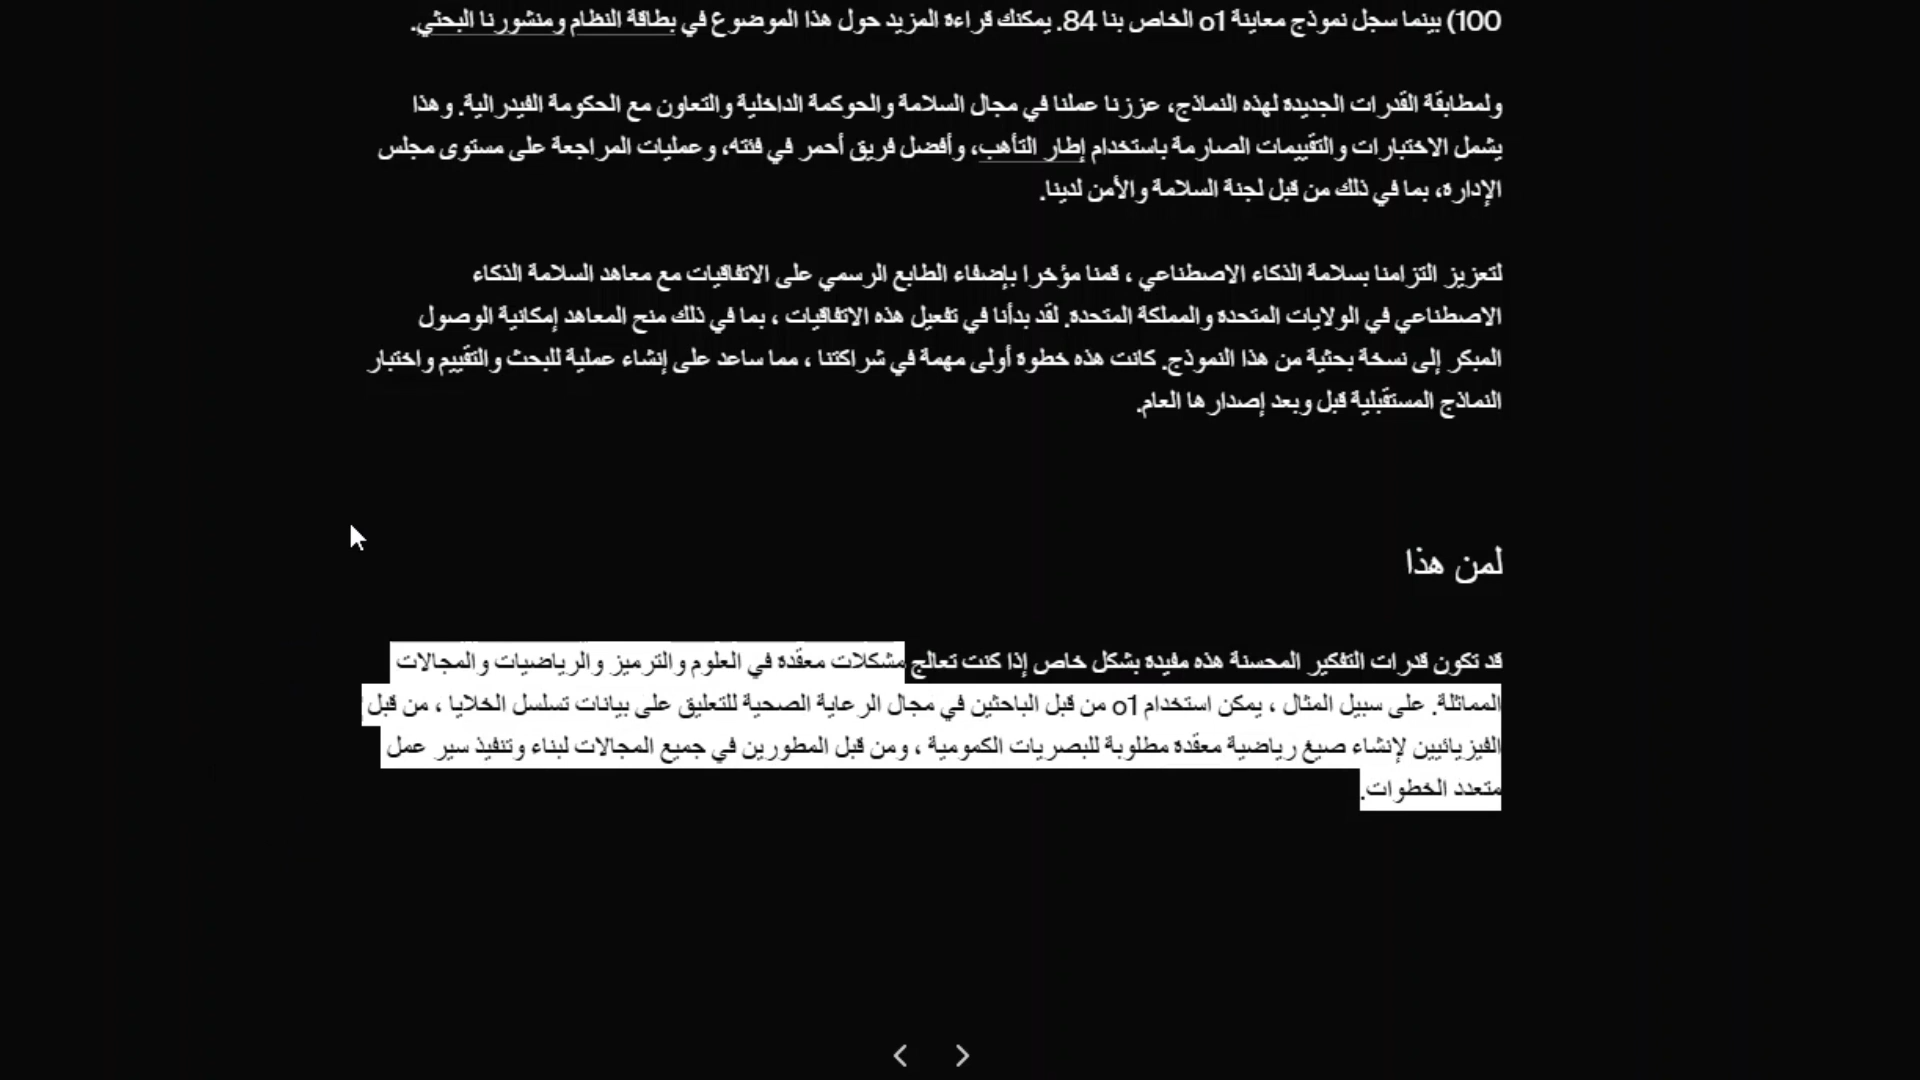 100) بينما سجل نموذج معاينة o1 الخاص بنا 84. يمكنك قراءة المزيد حول هذا الموضوع في بطاقة النظام ومنشورنا البحثي.
ولمطابقة القدرات الجديدة لهذه النماذج، عززنا عملنا في مجال السلامة والحوكمة الداخلية والتعاون مع الحكومة الفيدرالية. وهذا
يشمل الاختبارات والتقييمات الصارمة باستخدام إطار التأهب، وأفضل فريق أحمر في فئته، وعمليات المراجعة على مستوى مجلس
الإدارة، بما في ذلك من قبل لجنة السلامة والأمن لدينا.
لتعزيز التزامنا بسلامة الذكاء الاصطناعي ، قمنا مؤخرا بإضفاء الطابع الرسمي على الاتفاقيات مع معاهد السلامة الذكاء
الاصطناعي في الولايات المتحدة والمملكة المتحدة. لقد بدأنا في تفعيل هذه الاتفاقيات ، بما في ذلك منح المعاهد إمكانية الوصول
المبكر إلى نسخة بحثية من هذا النموذج. كانت هذه خطوة أولى مهمة في شراكتنا ، مما ساعد على إنشاء عملية للبحث والتقييم واختبار
النماذج المستقبلية قبل وبعد إصدارها العام.
لمن هذا
قد تكون قدرات التفكير المحسنة هذه مفيدة بشكل خاص إذا كنت تعالج مشكلات معقدة في العلوم والترميز والرياضيات والمجالات
المماثلة. على سبيل المثال ، يمكن استخدام o1 من قبل الباحثين في مجال الرعاية الصحية للتعليق على بيانات تسلسل الخلايا ، من قبل
الفيزيائيين لإنشاء صيغ رياضية معقدة مطلوبة للبصريات الكمومية ، ومن قبل المطورين في جميع المجالات لبناء وتنفيذ سير عمل
متعدد الخطوات.